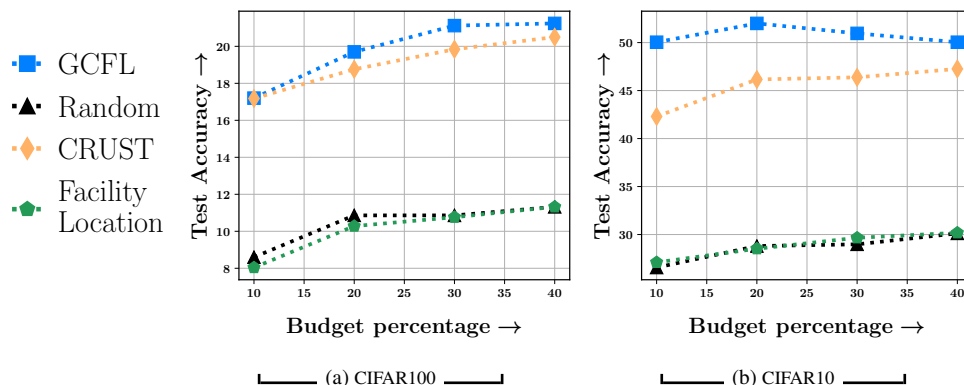 GCFL
Random
CRUST
Facility
Location
Test Accuracy →
20
18
16
14
12
10
8
10 15 20 25 30 35 40
Budget percentage →
(a) CIFAR100
Test Accuracy →
50
45
40
35
30
10 15 20 25 30 35 40
Budget percentage →
(b) CIFAR10